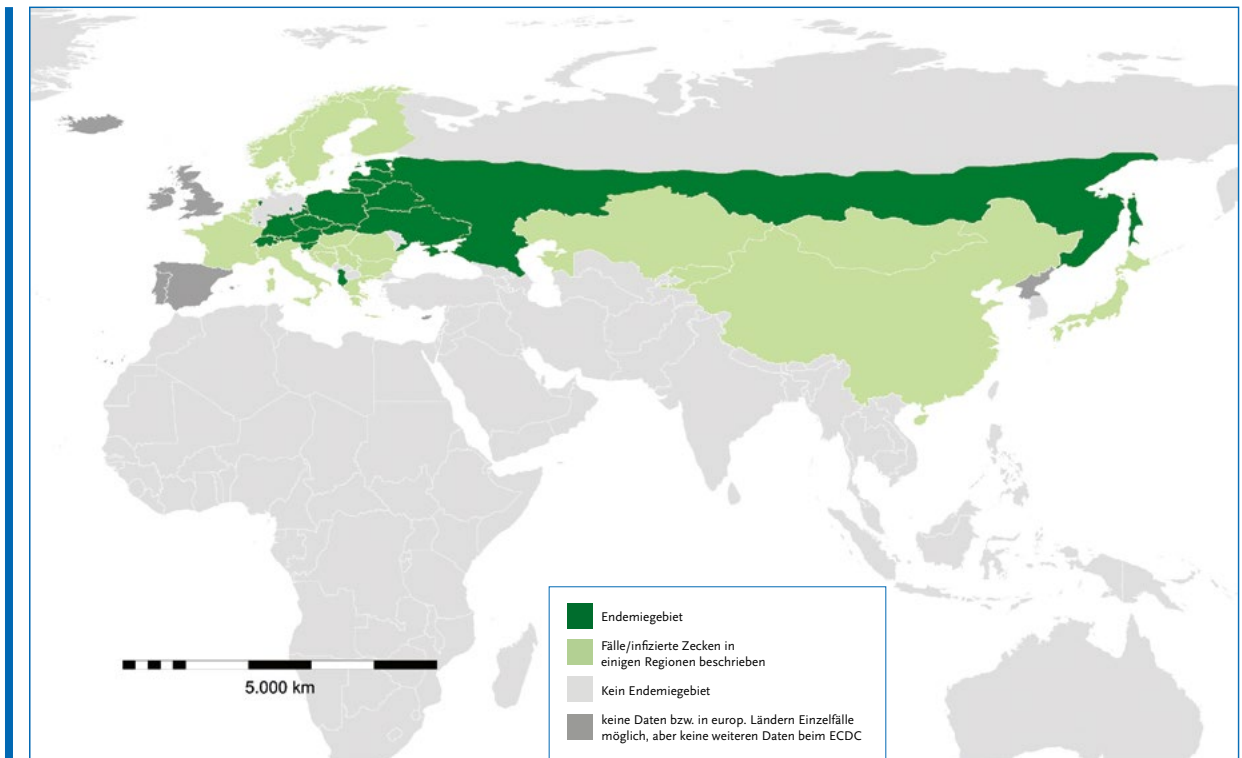 Endemiegebiet
Fälle/infizierte Zecken in
einigen Regionen beschrieben
Kein Endemiegebiet
keine Daten bzw. in europ. Ländern Einzelfälle
möglich, aber keine weiteren Daten beim ECDC
5.000 km